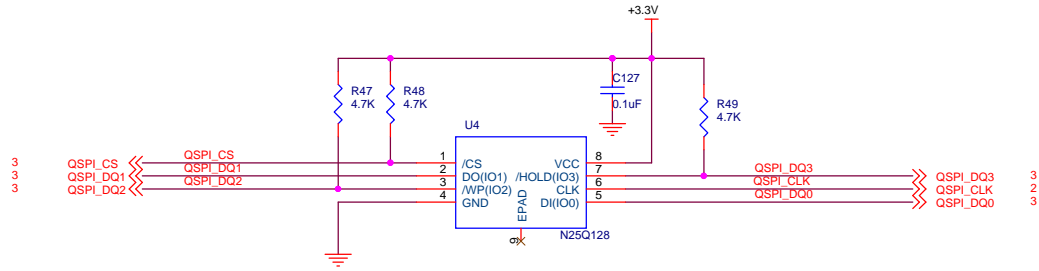 +3.3V
R47
4.7K
R48
4.7K
C127
0.1uF
R49
4.7K
U4
3 QSPI_CS QSPI_CS 1 /CS VCC 8
3 QSPI_DQ1 QSPI_DQ1 2 DO(IO1) /HOLD(IO3) 7 QSPI_DQ3 QSPI_DQ3 3
3 QSPI_DQ2 QSPI_DQ2 3 /WP(IO2) CLK 6 QSPI_CLK QSPI_CLK 2
4 GND DI(IO0) 5 QSPI_DQ0 QSPI_DQ0 3
EPAD
9
N25Q128